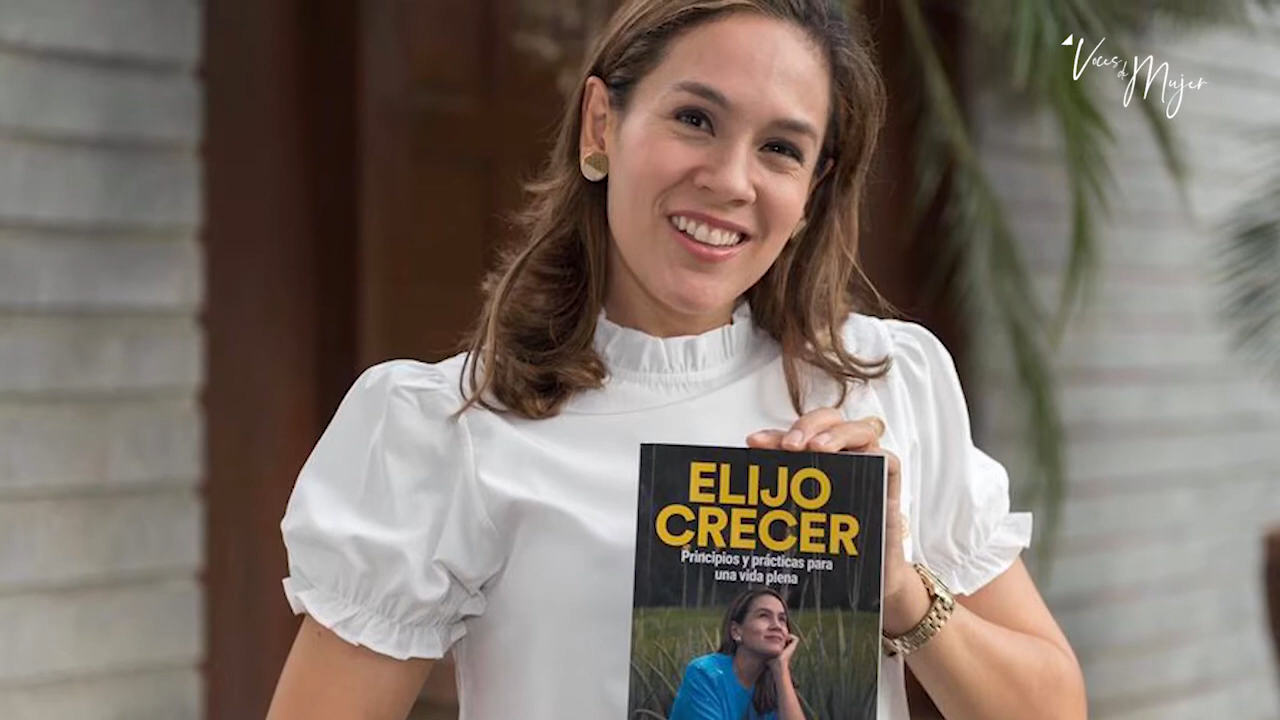 Voces de Mujer
ELIJO
CRECER
Principios y prácticas para
una vida plena